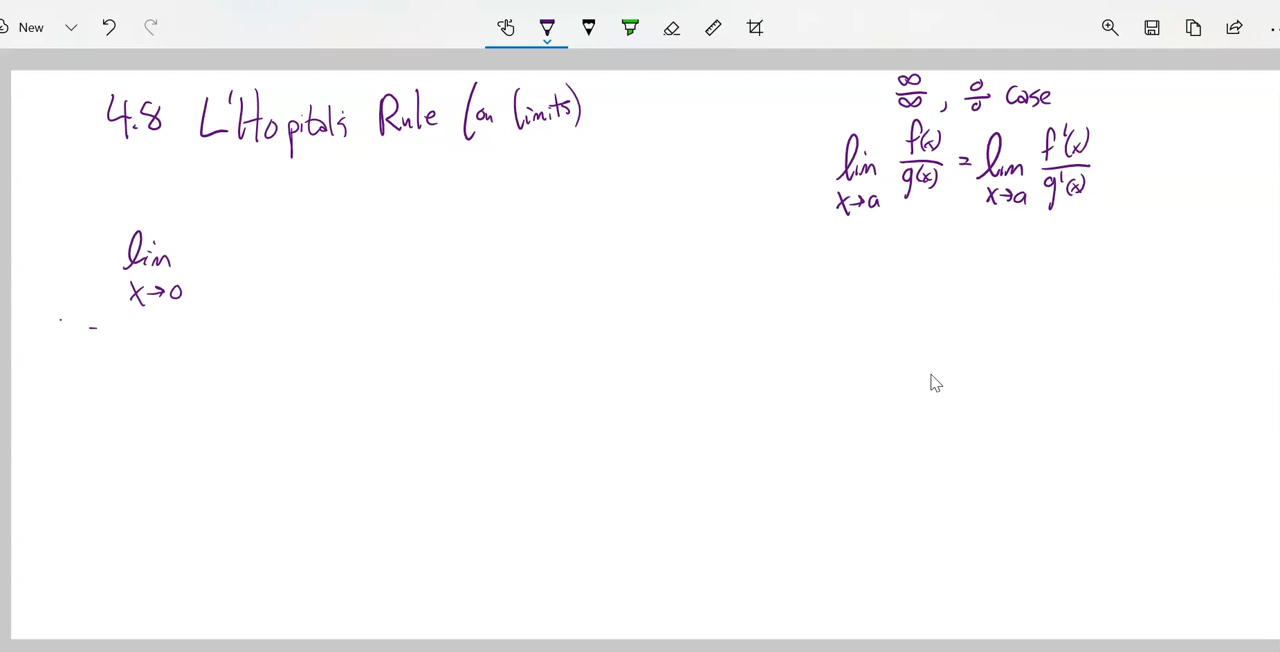 New
4.8 L'Hopital's Rule (on limits)
∞/∞ , 0/0 case
lim x→a f(x)/g(x) = lim x→a f'(x)/g'(x)
lim
x→0